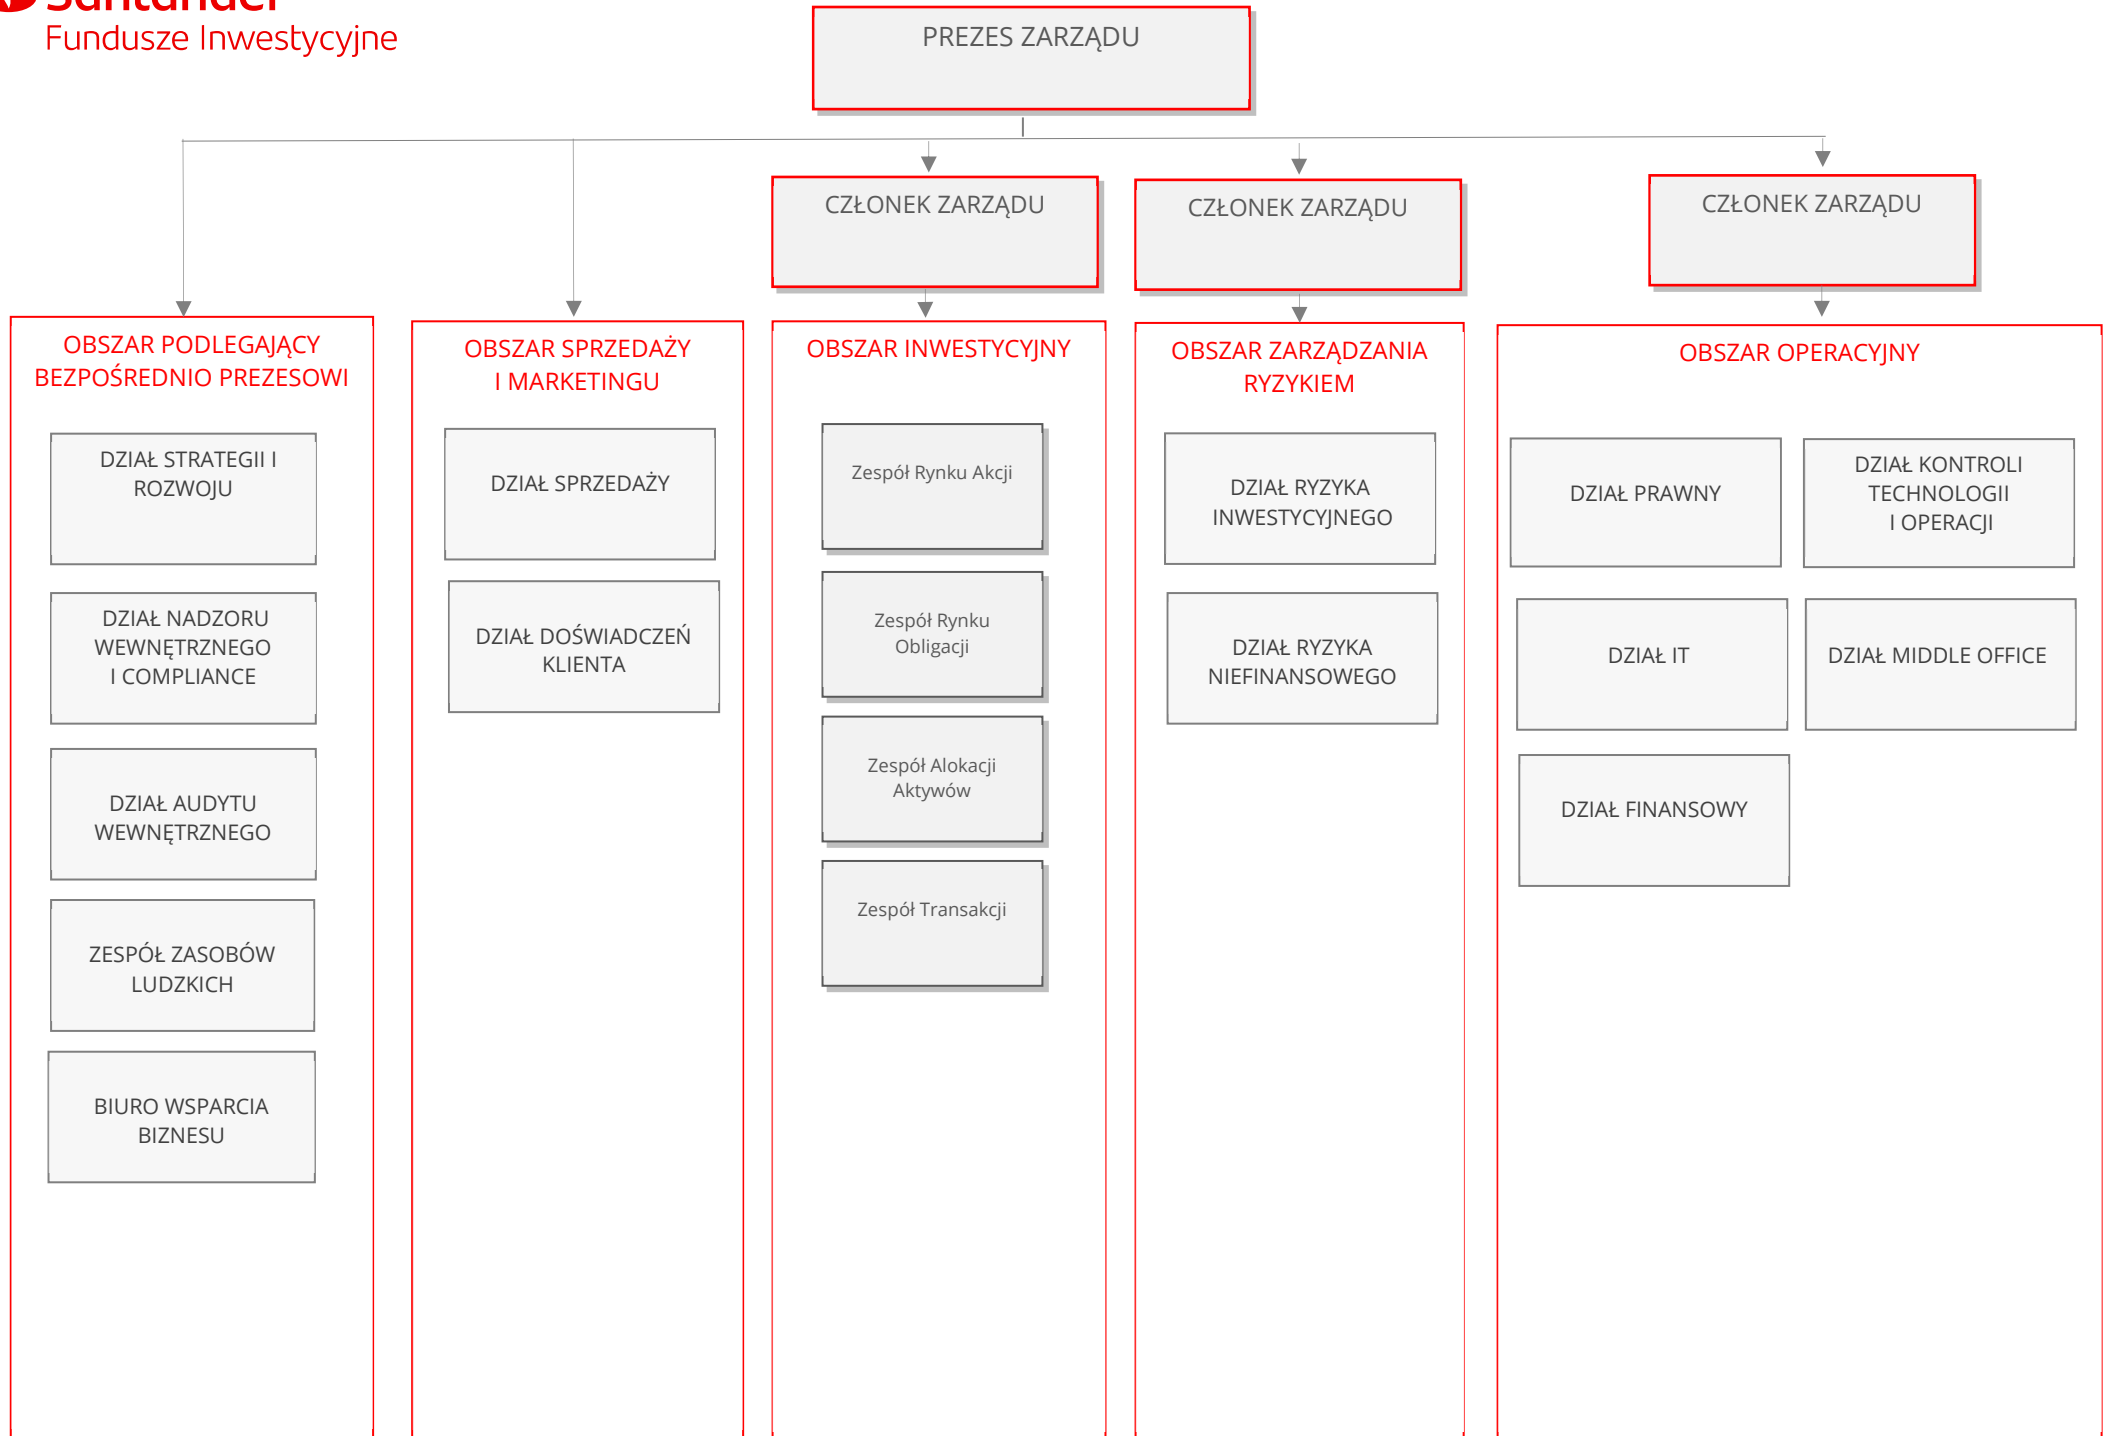 Santander
Fundusze Inwestycyjne
PREZES ZARZĄDU
CZŁONEK ZARZĄDU
CZŁONEK ZARZĄDU
CZŁONEK ZARZĄDU
OBSZAR PODLEGAJĄCY
BEZPOŚREDNIO PREZESOWI
DZIAŁ STRATEGII I
ROZWOJU
DZIAŁ NADZORU
WEWNĘTRZNEGO
I COMPLIANCE
DZIAŁ AUDYTU
WEWNĘTRZNEGO
ZESPÓŁ ZASOBÓW
LUDZKICH
BIURO WSPARCIA
BIZNESU
OBSZAR SPRZEDAŻY
I MARKETINGU
DZIAŁ SPRZEDAŻY
DZIAŁ DOŚWIADCZEŃ
KLIENTA
OBSZAR INWESTYCYJNY
Zespół Rynku Akcji
Zespół Rynku
Obligacji
Zespół Alokacji
Aktywów
Zespół Transakcji
OBSZAR ZARZĄDZANIA
RYZYKIEM
DZIAŁ RYZYKA
INWESTYCYJNEGO
DZIAŁ RYZYKA
NIEFINANSOWEGO
OBSZAR OPERACYJNY
DZIAŁ PRAWNY
DZIAŁ KONTROLI
TECHNOLOGII
I OPERACJI
DZIAŁ IT
DZIAŁ MIDDLE OFFICE
DZIAŁ FINANSOWY